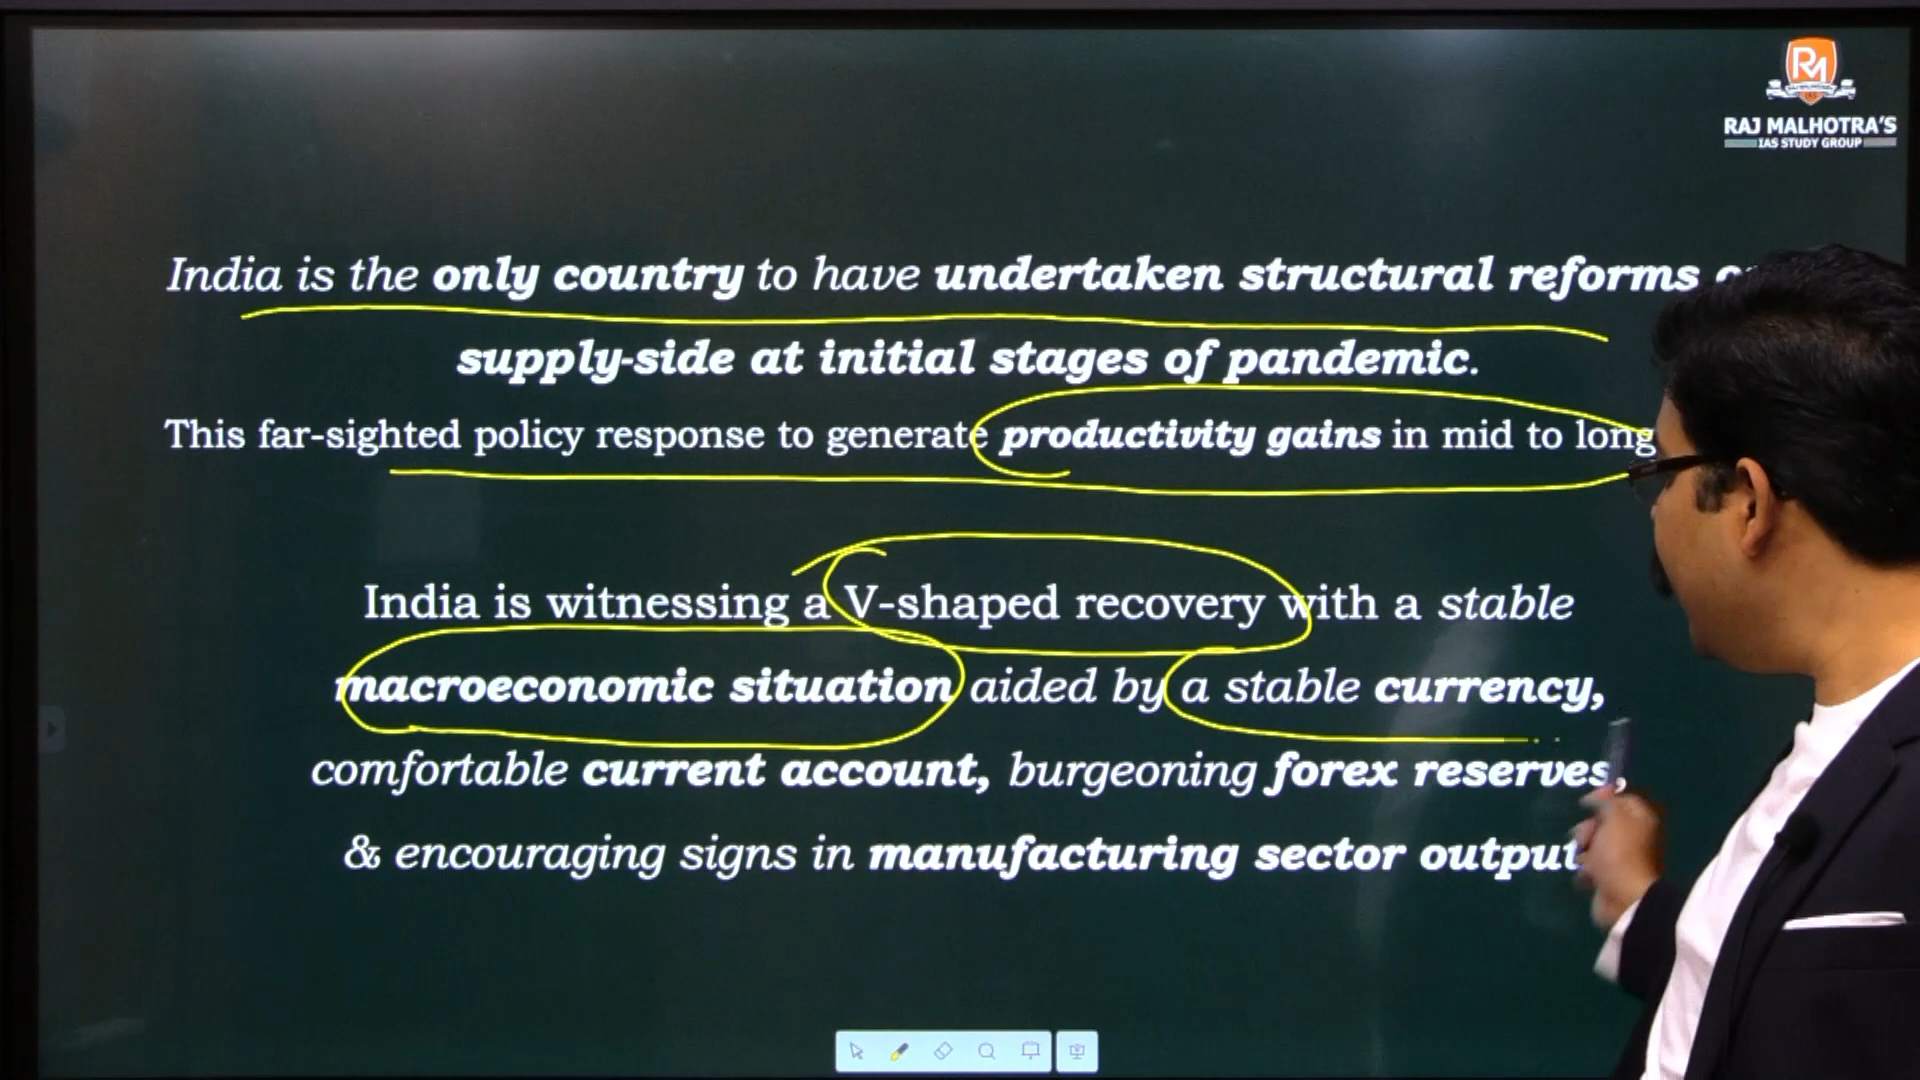 RM
RAJ MALHOTRA'S
IAS STUDY GROUP
India is the only country to have undertaken structural reforms
supply-side at initial stages of pandemic.
This far-sighted policy response to generate productivity gains in mid to long
India is witnessing a V-shaped recovery with a stable
macroeconomic situation aided by a stable currency,
comfortable current account, burgeoning forex reserves,
& encouraging signs in manufacturing sector output